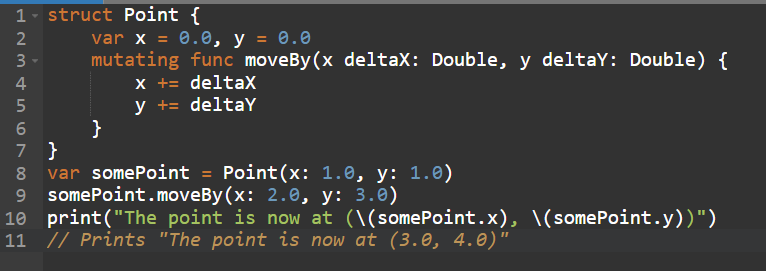 1 struct Point {
2     var x = 0.0, y = 0.0
3     mutating func moveBy(x deltaX: Double, y deltaY: Double) {
4         x += deltaX
5         y += deltaY
6     }
7 }
8 var somePoint = Point(x: 1.0, y: 1.0)
9 somePoint.moveBy(x: 2.0, y: 3.0)
10 print("The point is now at (\(somePoint.x), \(somePoint.y))")
11 // Prints "The point is now at (3.0, 4.0)"